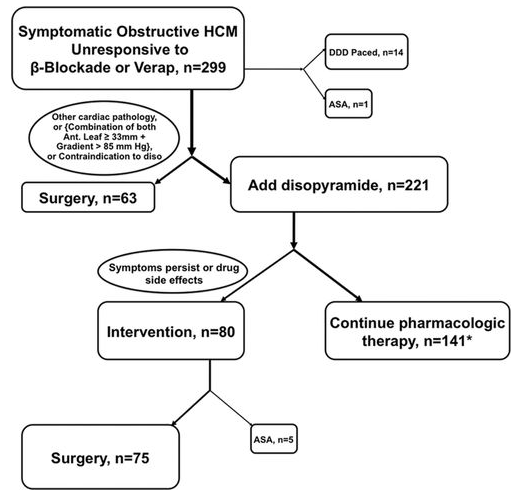 Symptomatic Obstructive HCM
Unresponsive to
β-Blockade or Verap, n=299
DDD Paced, n=14
ASA, n=1
Other cardiac pathology,
or {Combination of both
Ant. Leaf ≥ 33mm +
Gradient > 85 mm Hg},
or Contraindication to diso
Surgery, n=63
Add disopyramide, n=221
Symptoms persist or drug
side effects
Intervention, n=80
Continue pharmacologic
therapy, n=141*
Surgery, n=75
ASA, n=5